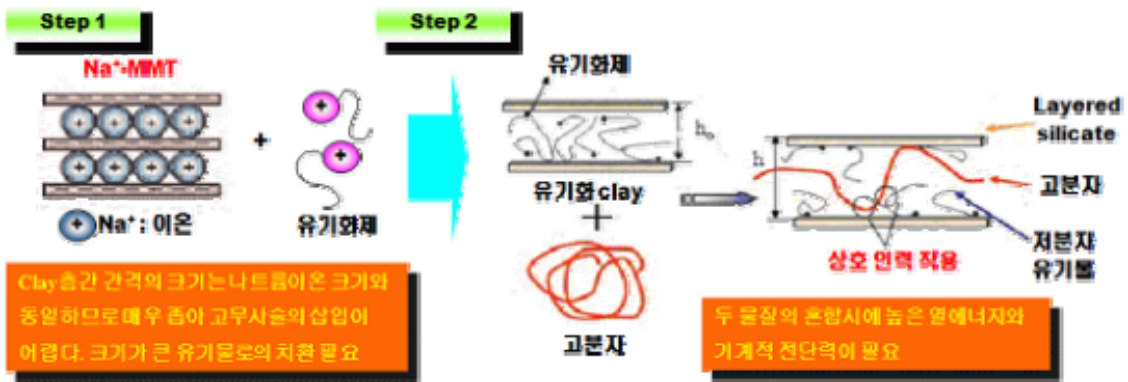 Step 1
Step 2
Na⁺-MMT
+
Na⁺ : 이온
유기화제
유기화제
h₀
유기화 clay
+
고분자
h'
Layered
silicate
고분자
저분자
유기물
상호 인력 작용
Clay 층간 간격의 크기는 나트륨이온 크기와
동일하므로 매우 좁아 고무사슬의 삽입이
어렵다. 크기가 큰 유기물로의 치환 필요
두 물질의 혼합시에 높은 열에너지와
기계적 전단력이 필요